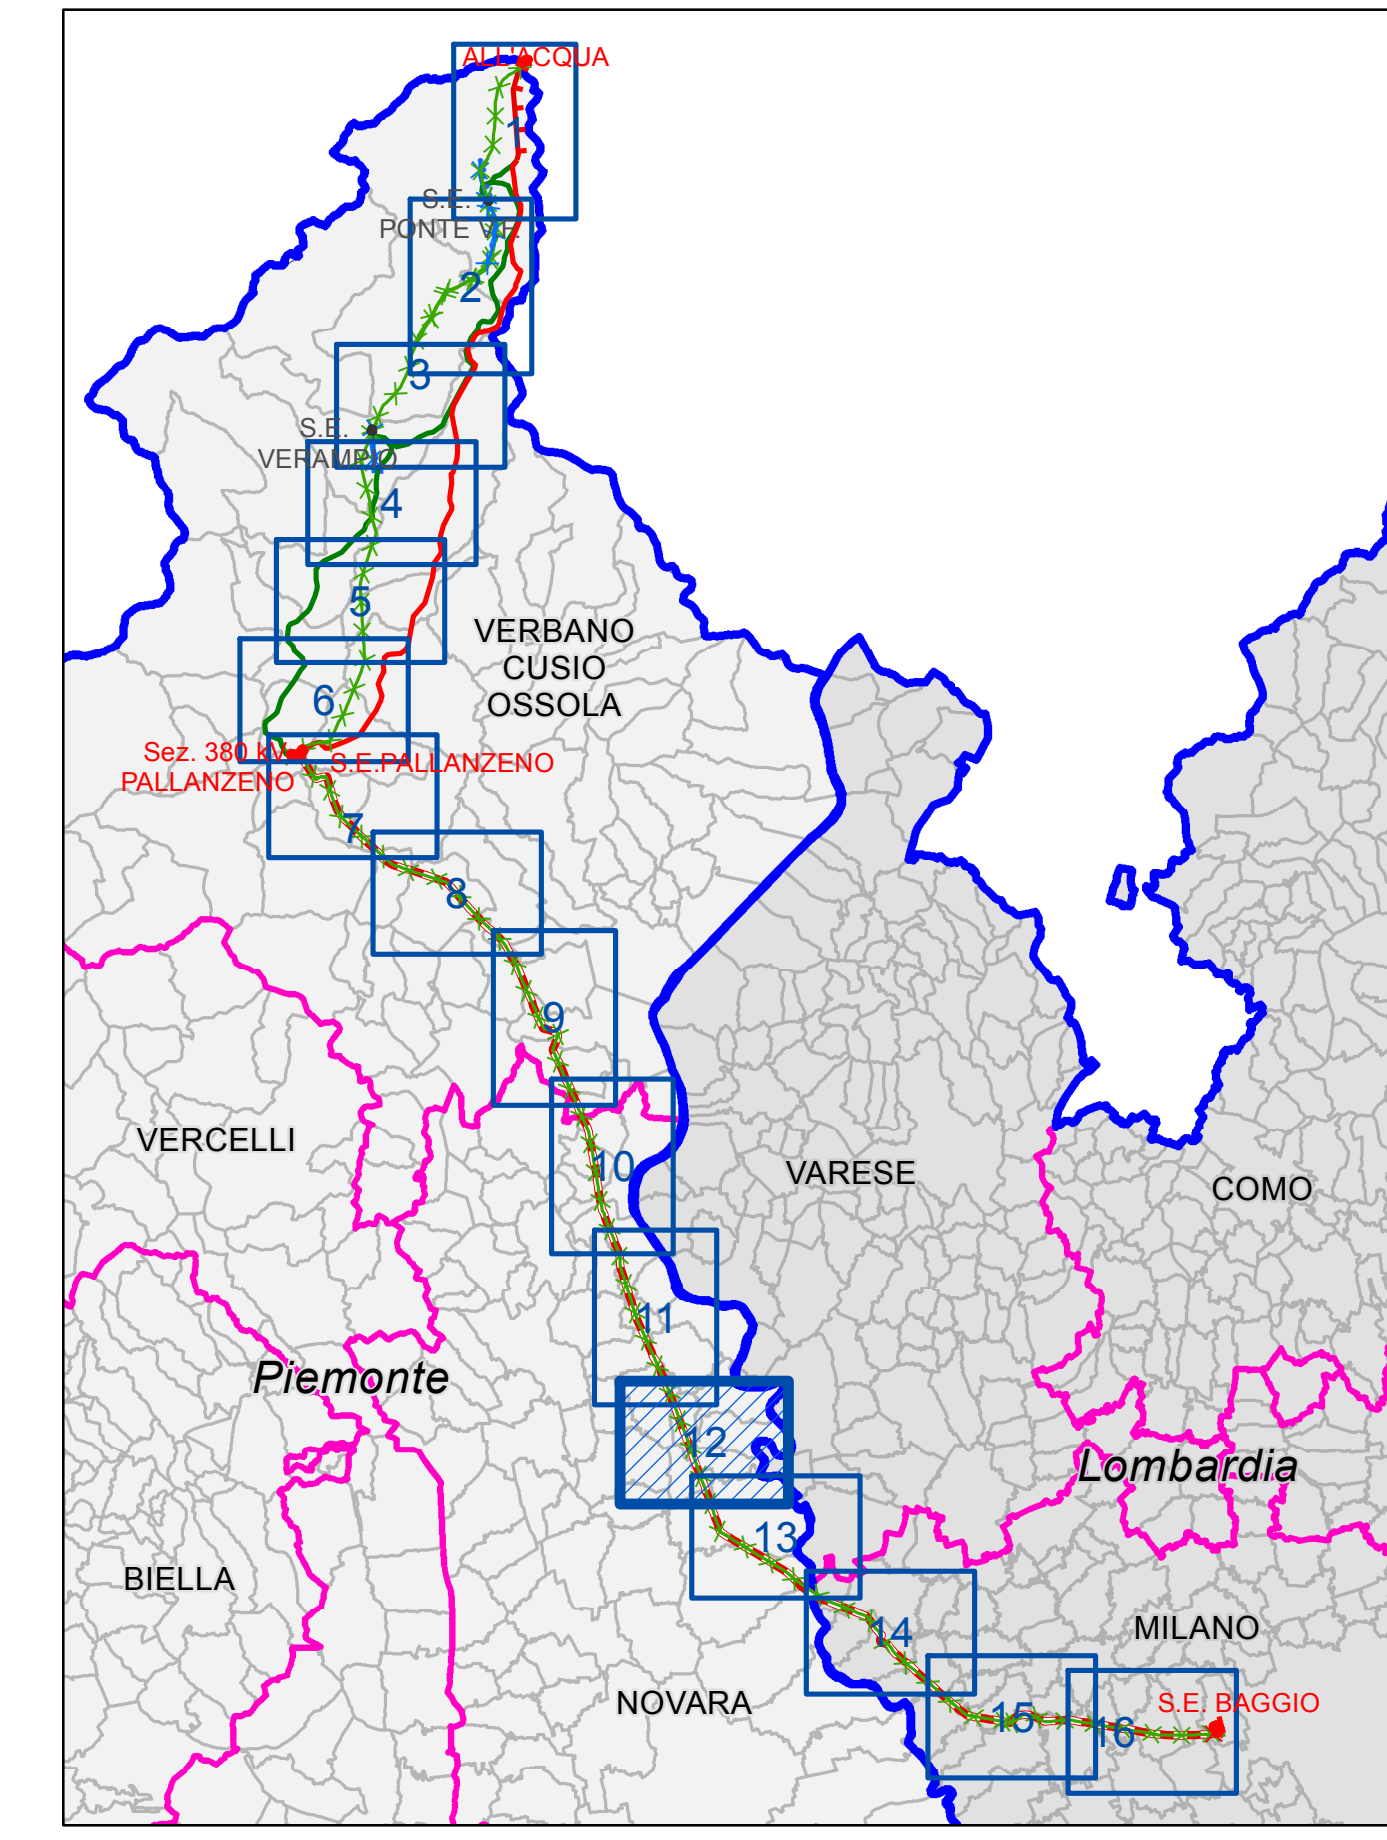 ALL'ACQUA
1
S.E.
PONTE V.F.
2
3
S.E.
VERAMPIO
4
5
VERBANO
CUSIO
OSSOLA
6
Sez. 380 kV
PALLANZENO
S.E.PALLANZENO
7
8
9
VERCELLI
10
VARESE
COMO
11
Piemonte
12
Lombardia
13
BIELLA
14
MILANO
NOVARA
S.E. BAGGIO
15
16